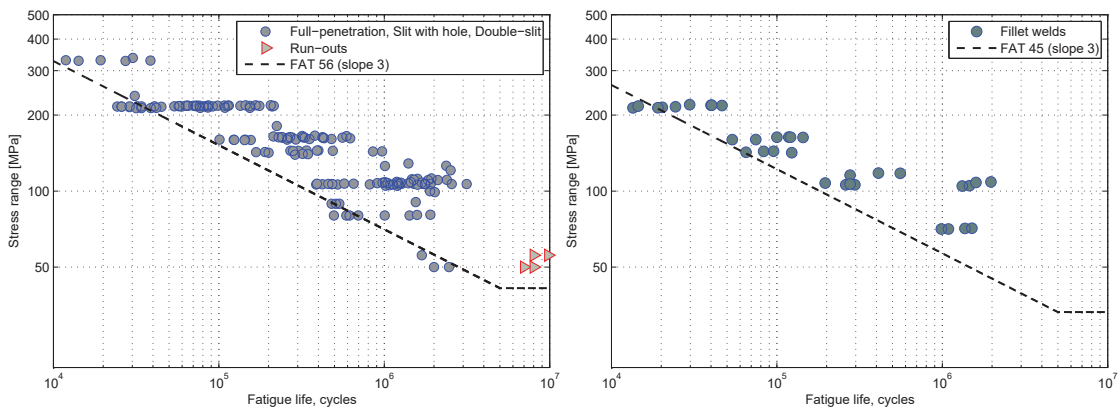 500
400
300
200
100
50
Stress range [MPa]
10^4
10^5
10^6
10^7
Fatigue life, cycles
Full-penetration, Slit with hole, Double-slit
Run-outs
FAT 56 (slope 3)
500
400
300
200
100
50
Stress range [MPa]
10^4
10^5
10^6
10^7
Fatigue life, cycles
Fillet welds
FAT 45 (slope 3)